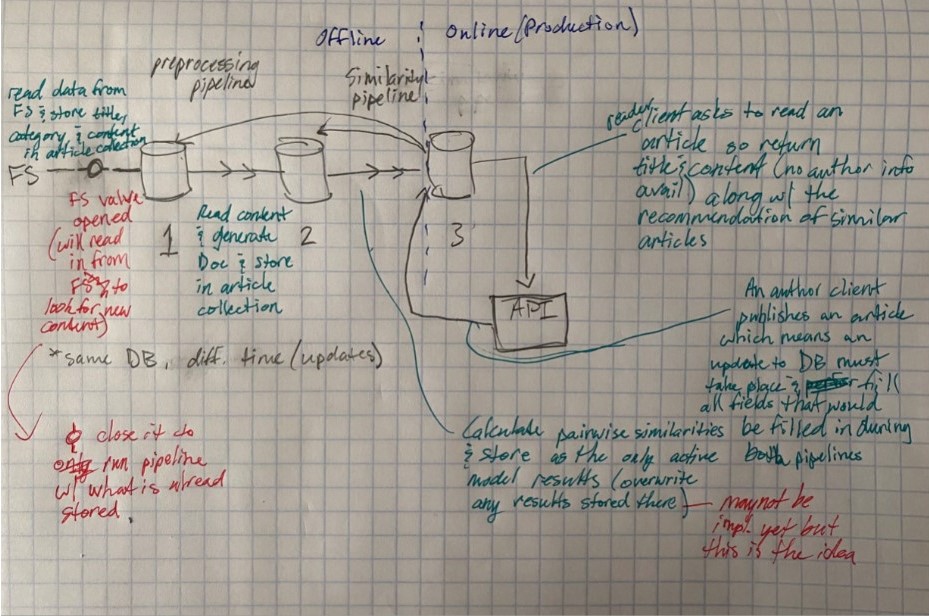 Offline
Online (Production)
preprocessing
pipeline
Similarity
pipeline
read data from
FS & store title,
category, & content
in article collection
FS
FS valve
opened
(will read
in from
FS to
look for new
content)
1
Read content
& generate
Doc & store
in article
collection
2
3
API
reader client asks to read an
article so return
title & content (no author info
avail) along w/ the
recommendation of similar
articles
An author client
publishes an article
which means an
update to DB must
take place & fill
all fields that would
be filled in during
both pipelines
*same DB, diff. time (updates)
close it to
run pipeline
w/ what is alread
stored.
Calculate pairwise similarities
& store as the only active
model results (overwrite
any results stored there)
maynot be
impl. yet but
this is the idea